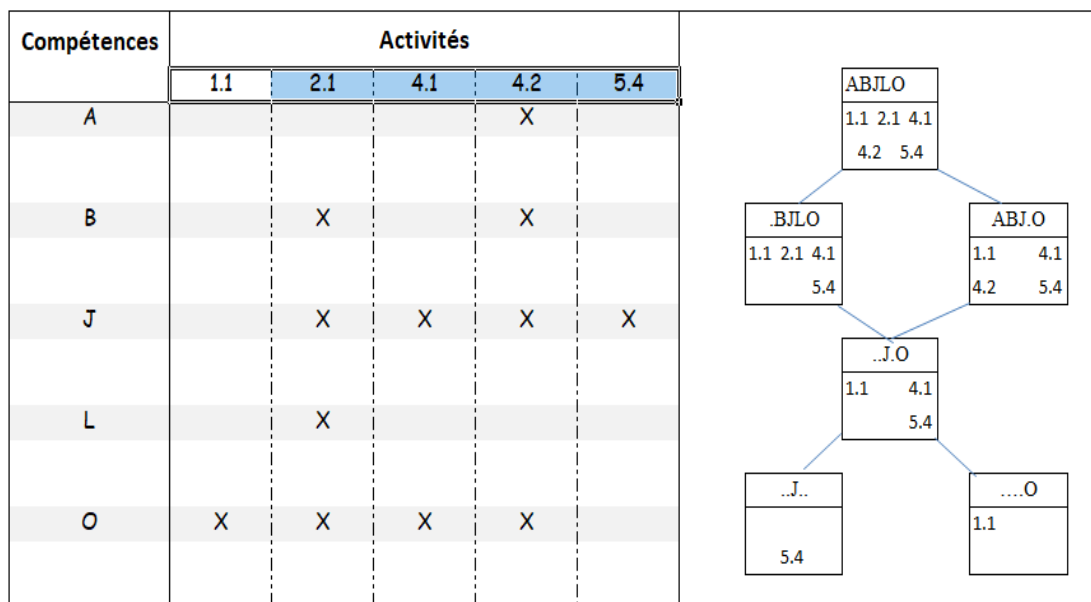 Compétences Activités
1.1 2.1 4.1 4.2 5.4
A X
B X X
J X X X X
L X
O X X X X
ABJLO
1.1 2.1 4.1
4.2 5.4
.BJLO
1.1 2.1 4.1
5.4
ABJ.O
1.1 4.1
4.2 5.4
..J.O
1.1 4.1
5.4
..J..
5.4
....O
1.1